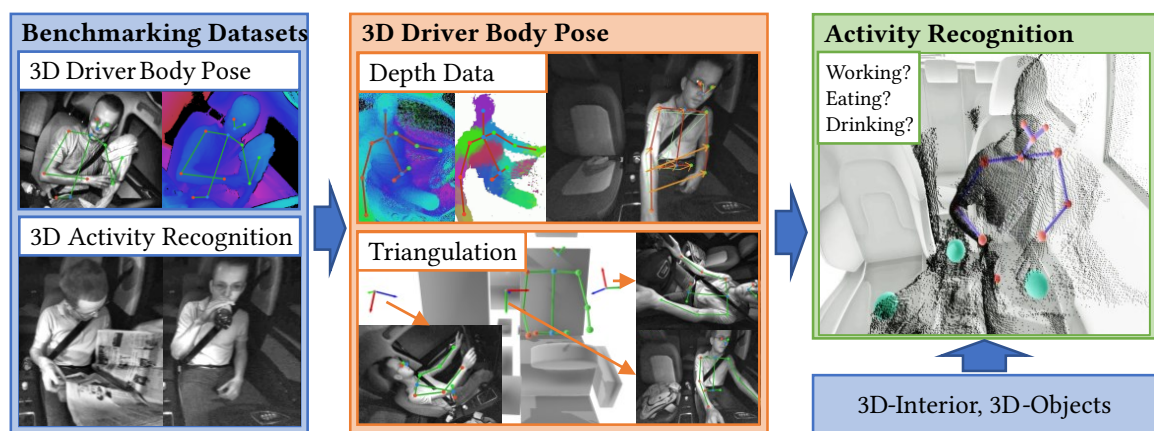 Benchmarking Datasets
3D Driver Body Pose
3D Activity Recognition
3D Driver Body Pose
Depth Data
Triangulation
Activity Recognition
Working?
Eating?
Drinking?
3D-Interior, 3D-Objects